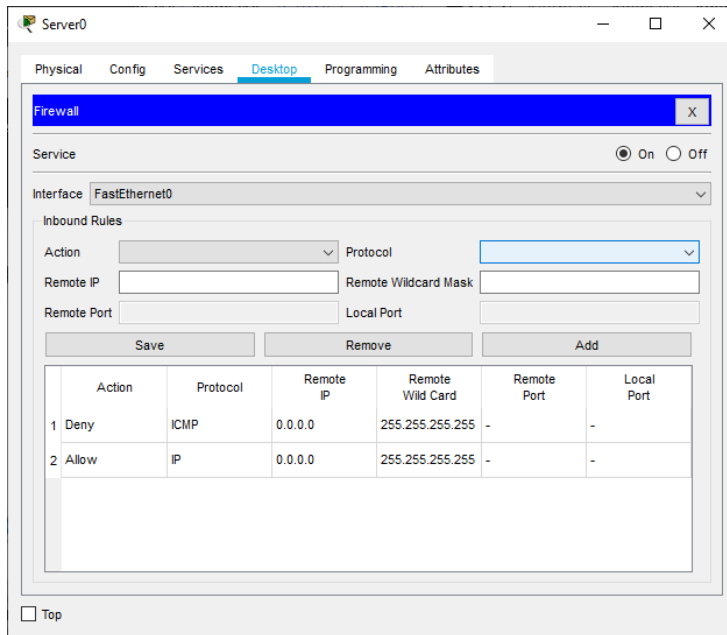 Server0
Physical Config Services Desktop Programming Attributes
Firewall X
Service On Off
Interface FastEthernet0
Inbound Rules
Action Protocol
Remote IP Remote Wildcard Mask
Remote Port Local Port
Save Remove Add
Action Protocol Remote IP Remote Wild Card Remote Port Local Port
1 Deny ICMP 0.0.0.0 255.255.255.255 - -
2 Allow IP 0.0.0.0 255.255.255.255 - -
Top